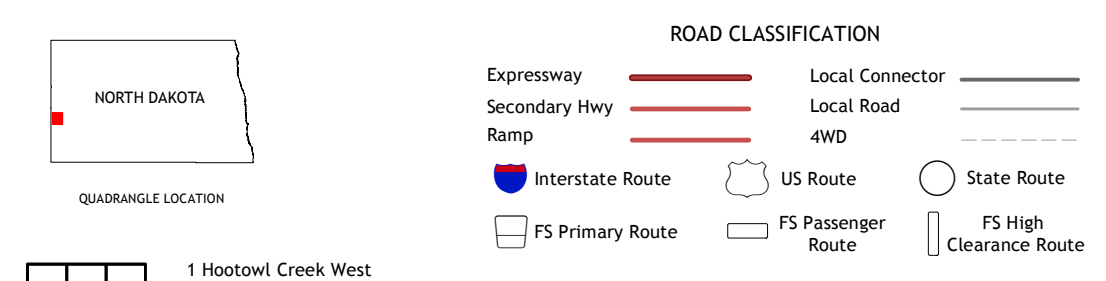 NORTH DAKOTA
QUADRANGLE LOCATION
1 Hootowl Creek West
ROAD CLASSIFICATION
Expressway
Local Connector
Secondary Hwy
Local Road
Ramp
4WD
Interstate Route
US Route
State Route
FS Primary Route
FS Passenger
Route
FS High
Clearance Route